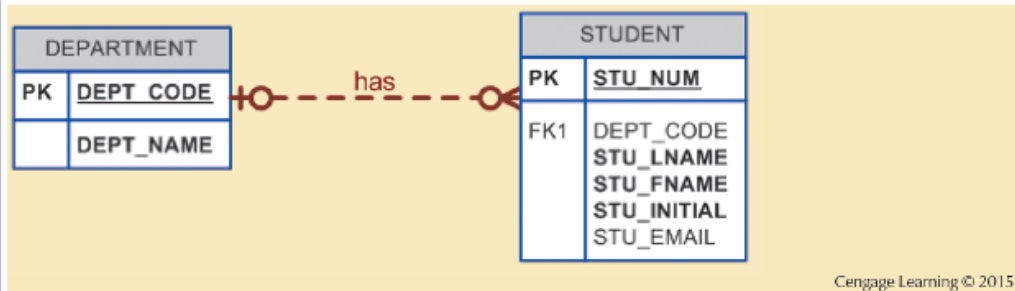 DEPARTMENT
PK DEPT_CODE
DEPT_NAME
has
STUDENT
PK STU_NUM
FK1 DEPT_CODE
STU_LNAME
STU_FNAME
STU_INITIAL
STU_EMAIL
Cengage Learning © 2015